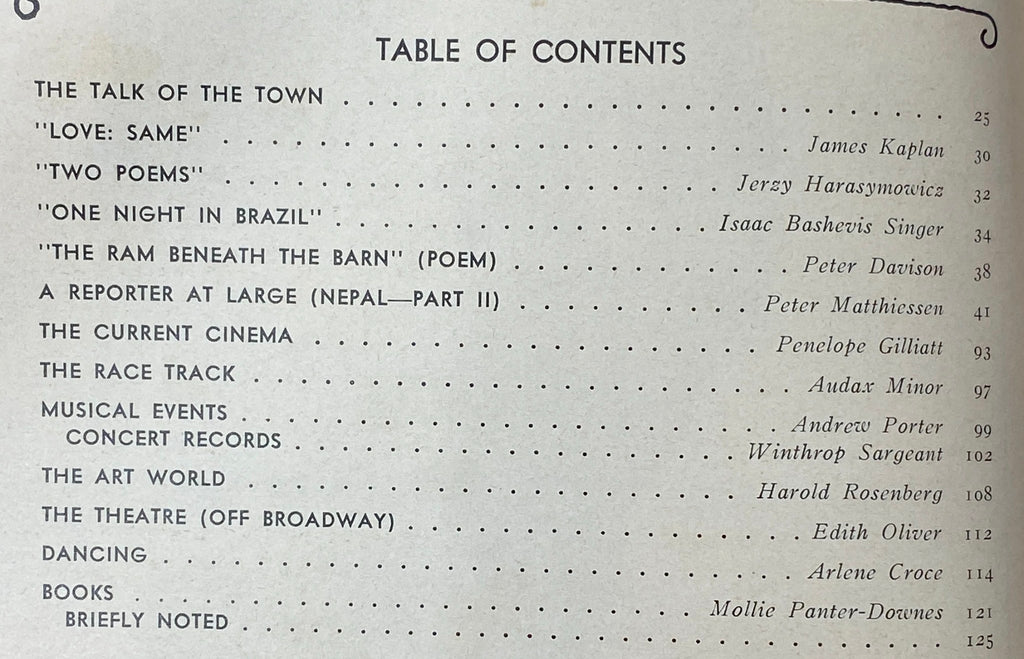 TABLE OF CONTENTS
THE TALK OF THE TOWN . . . . . . . . . . . . . . . . . . . . . . . . . . 25
"LOVE: SAME" . . . . . . . . . . . . . . . . . . . . . . . . . James Kaplan 30
"TWO POEMS" . . . . . . . . . . . . . . . . . . . . . . Jerzy Harasymowicz 32
"ONE NIGHT IN BRAZIL" . . . . . . . . . . . . . . . . Isaac Bashevis Singer 34
"THE RAM BENEATH THE BARN" (POEM) . . . . . . . . . . . . Peter Davison 38
A REPORTER AT LARGE (NEPAL—PART II) . . . . . . . . . . Peter Matthiessen 41
THE CURRENT CINEMA . . . . . . . . . . . . . . . . . . . Penelope Gilliatt 93
THE RACE TRACK . . . . . . . . . . . . . . . . . . . . . . . . Audax Minor 97
MUSICAL EVENTS . . . . . . . . . . . . . . . . . . . . . . . . Andrew Porter 99
CONCERT RECORDS . . . . . . . . . . . . . . . . . . . . Winthrop Sargeant 102
THE ART WORLD . . . . . . . . . . . . . . . . . . . . . . Harold Rosenberg 108
THE THEATRE (OFF BROADWAY) . . . . . . . . . . . . . . . . . Edith Oliver 112
DANCING . . . . . . . . . . . . . . . . . . . . . . . . . . . . Arlene Croce 114
BOOKS . . . . . . . . . . . . . . . . . . . . . . . . Mollie Panter-Downes 121
BRIEFLY NOTED . . . . . . . . . . . . . . . . . . . . . . . . . . . . . . 125